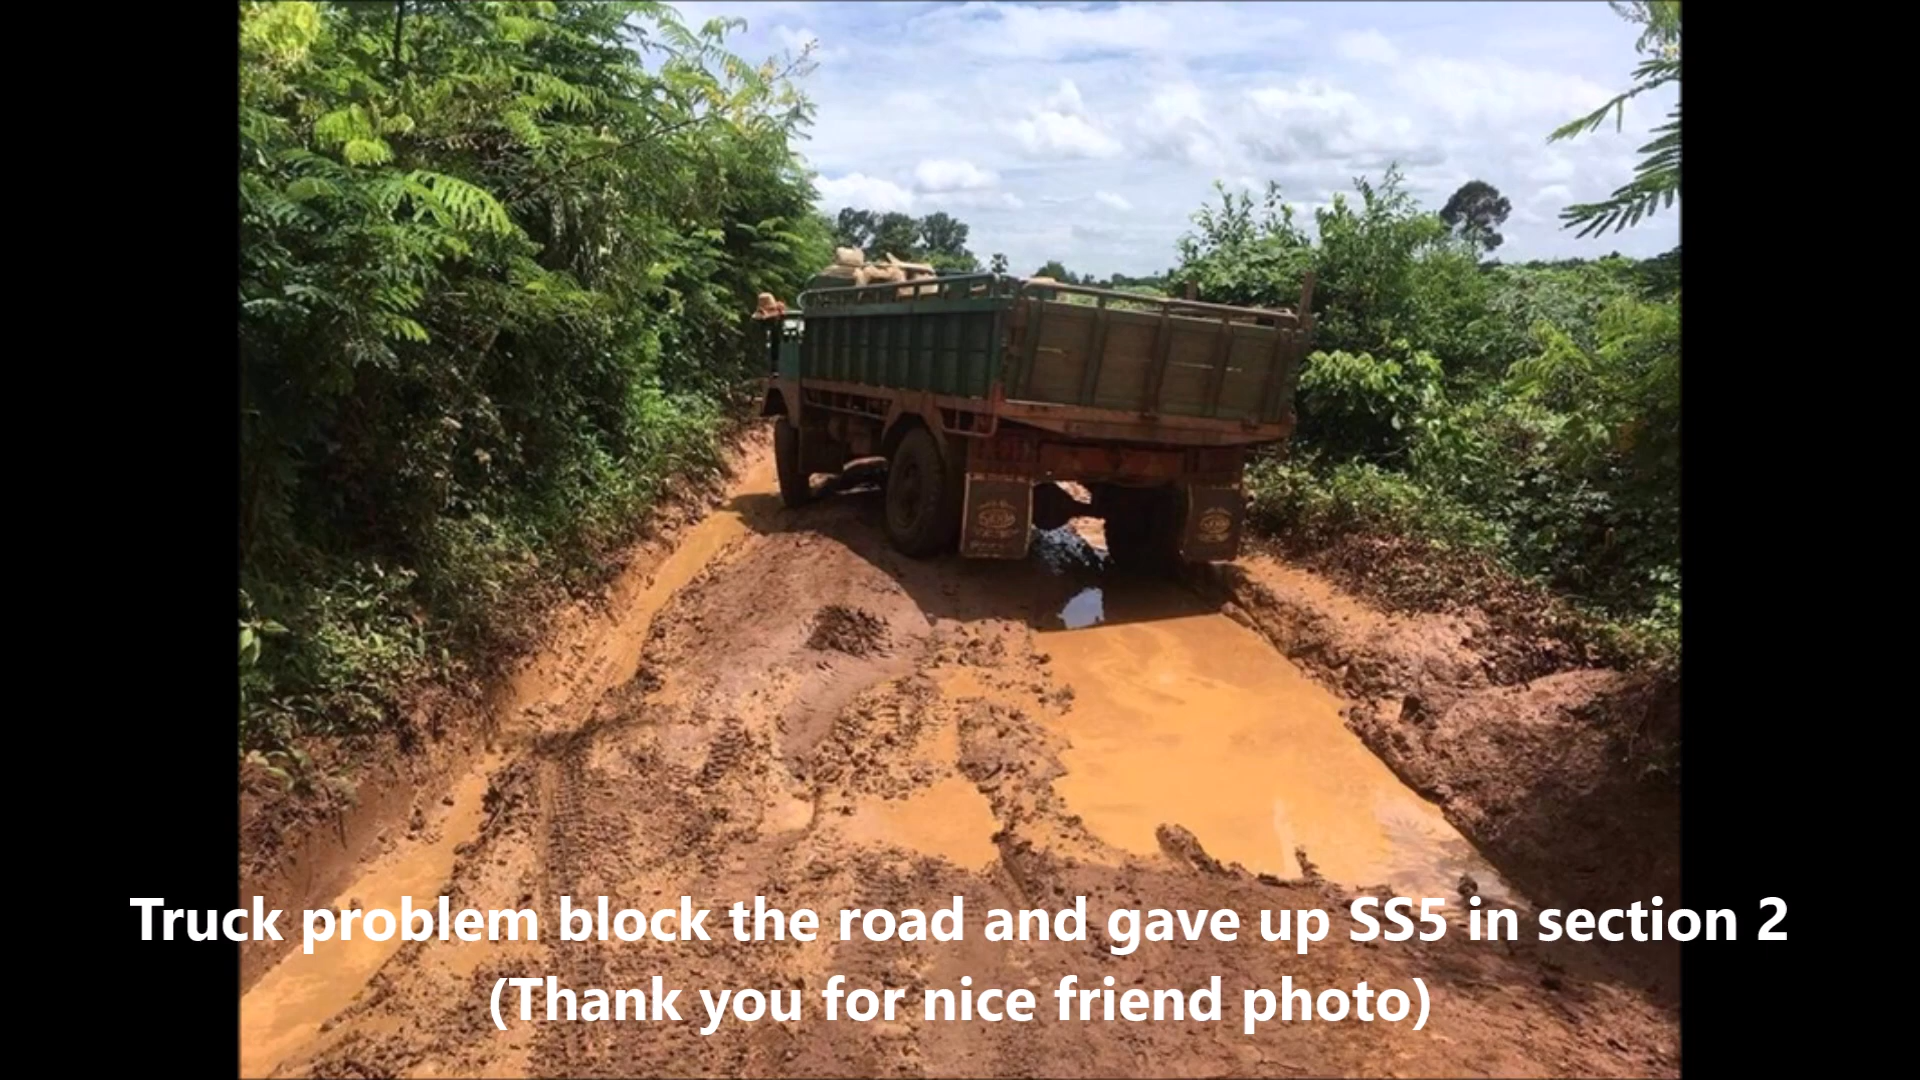 Truck problem block the road and gave up SS5 in section 2
(Thank you for nice friend photo)